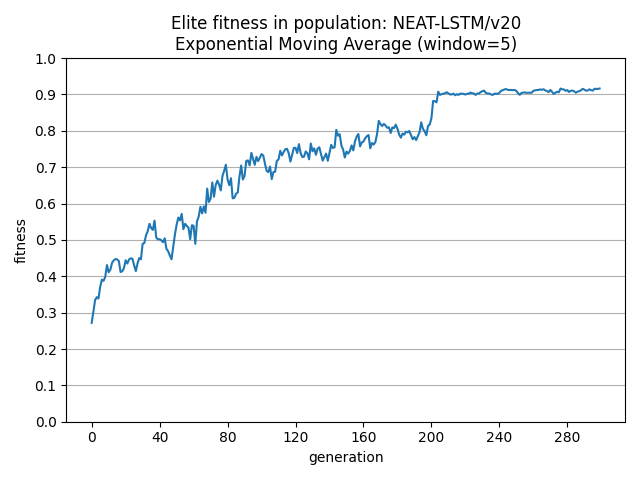 Elite fitness in population: NEAT-LSTM/v20
Exponential Moving Average (window=5)
1.0
0.9
0.8
0.7
0.6
0.5
0.4
0.3
0.2
0.1
0.0
fitness
0 40 80 120 160 200 240 280
generation